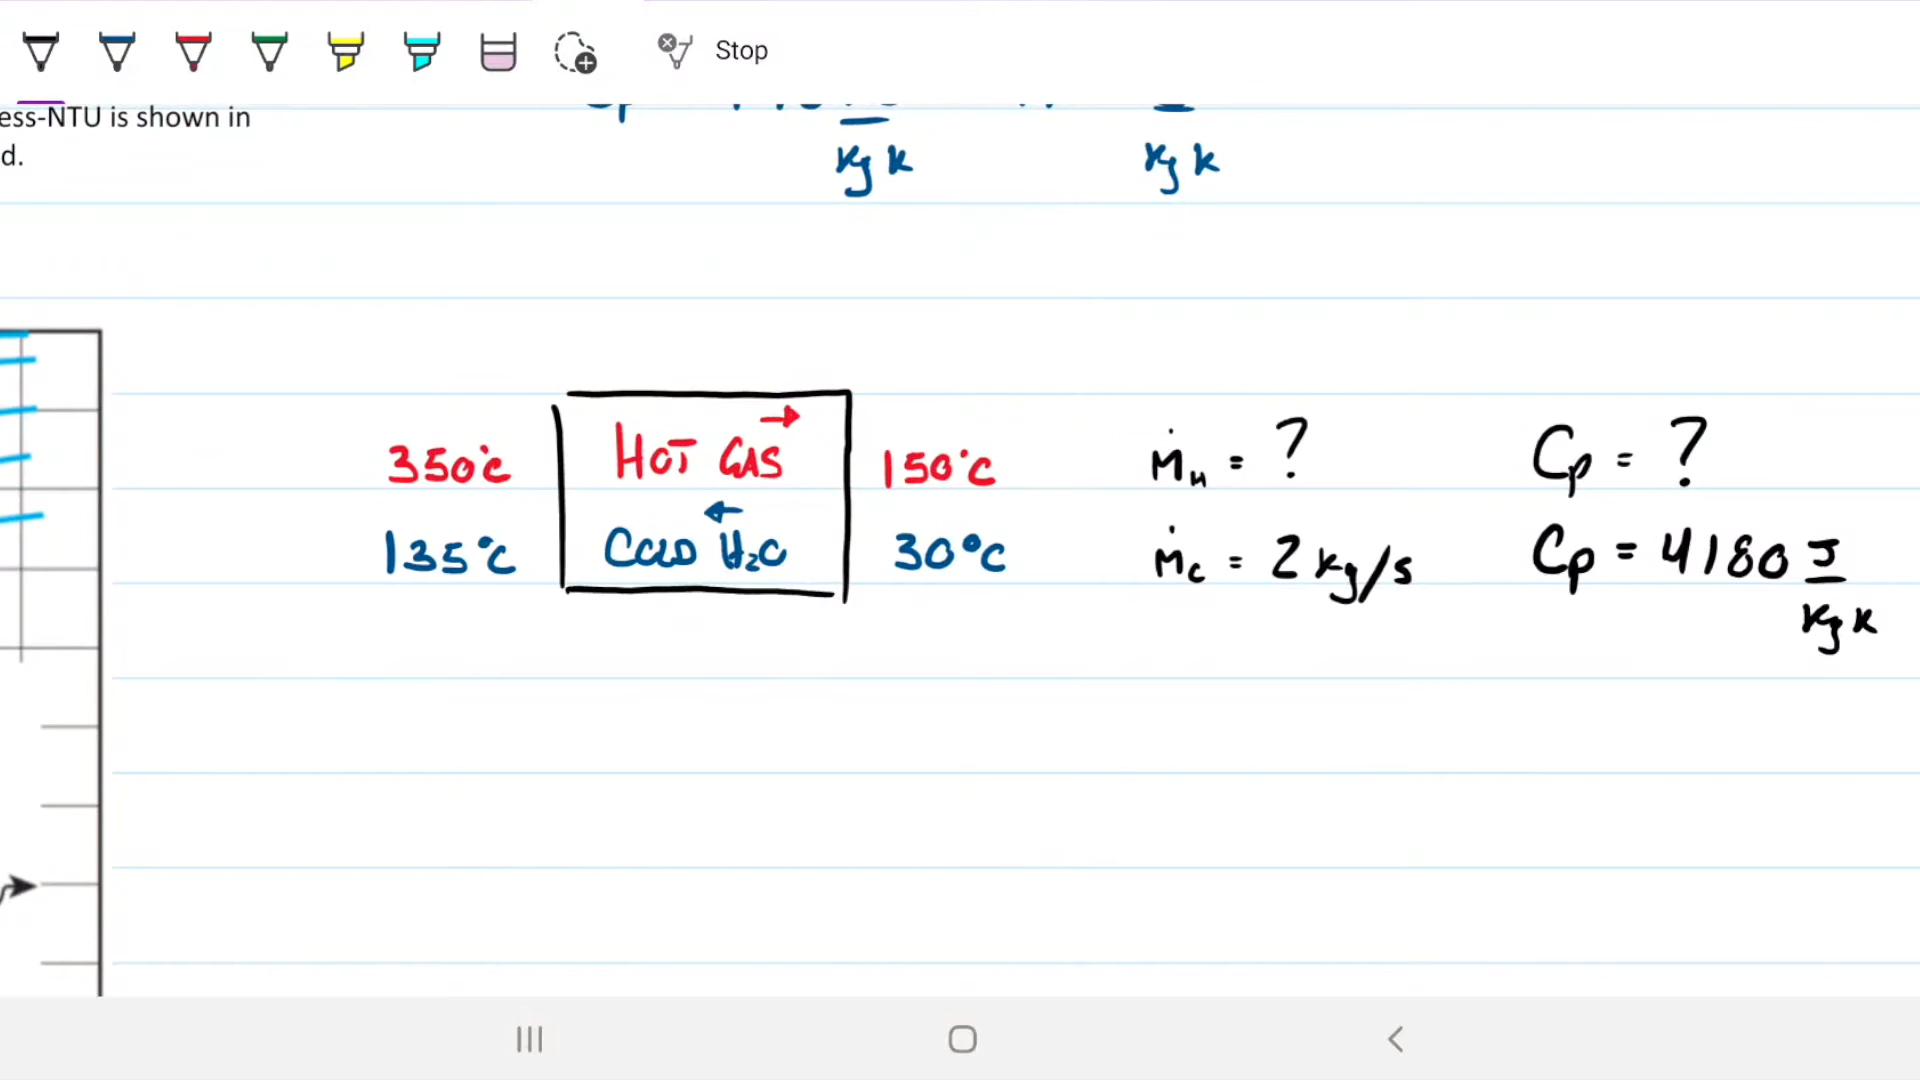 Stop
ess-NTU is shown in
d.
kg k
kg k
350°c HOT GAS 150°c ṁH = ? Cp = ?
135°c COLD H₂O 30°c ṁc = 2 kg/s Cp = 4180 J
kg k